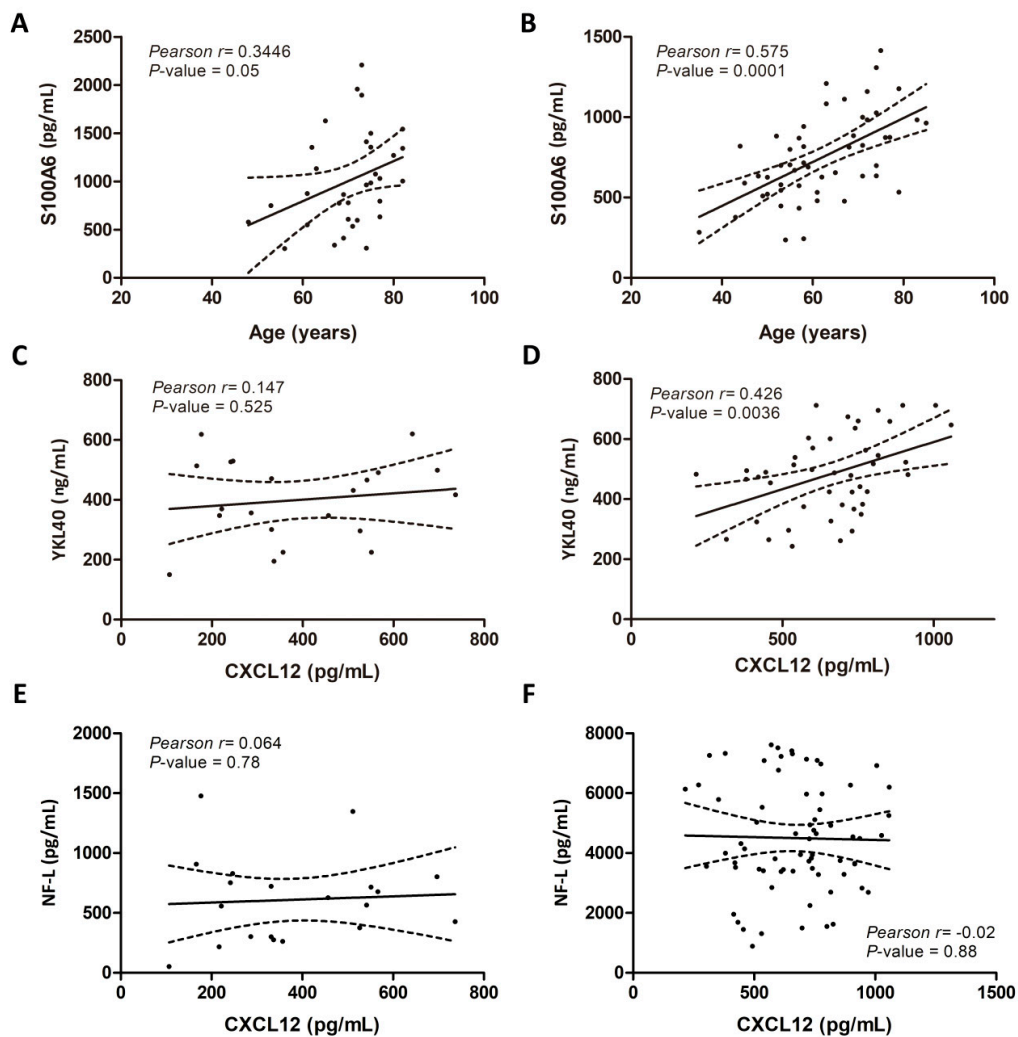 A
Pearson r= 0.3446
P-value = 0.05
S100A6 (pg/mL)
2500
2000
1500
1000
500
0
20 40 60 80 100
Age (years)
B
Pearson r= 0.575
P-value = 0.0001
S100A6 (pg/mL)
1500
1000
500
0
20 40 60 80 100
Age (years)
C
Pearson r= 0.147
P-value = 0.525
YKL40 (ng/mL)
800
600
400
200
0
0 200 400 600 800
CXCL12 (pg/mL)
D
Pearson r= 0.426
P-value = 0.0036
YKL40 (ng/mL)
800
600
400
200
0
0 500 1000
CXCL12 (pg/mL)
E
Pearson r= 0.064
P-value = 0.78
NF-L (pg/mL)
2000
1500
1000
500
0
0 200 400 600 800
CXCL12 (pg/mL)
F
NF-L (pg/mL)
8000
6000
4000
2000
0
Pearson r= -0.02
P-value = 0.88
0 500 1000 1500
CXCL12 (pg/mL)